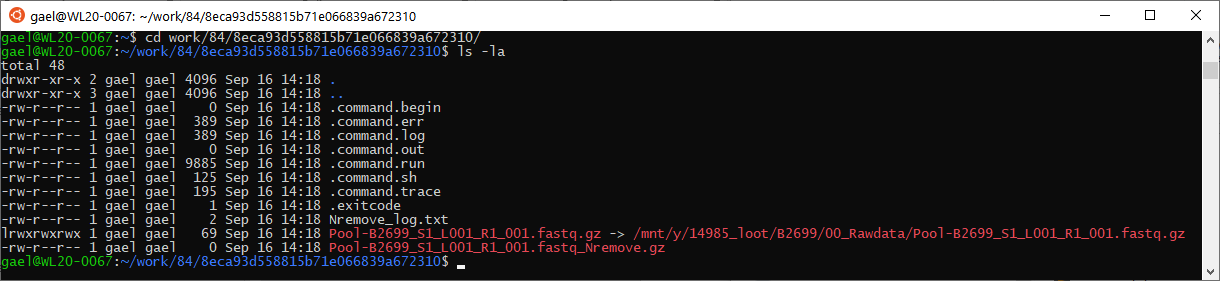 gael@WL20-0067: ~/work/84/8eca93d558815b71e066839a672310
gael@WL20-0067:~$ cd work/84/8eca93d558815b71e066839a672310/
gael@WL20-0067:~/work/84/8eca93d558815b71e066839a672310$ ls -la
total 48
drwxr-xr-x 2 gael gael 4096 Sep 16 14:18 .
drwxr-xr-x 3 gael gael 4096 Sep 16 14:18 ..
-rw-r--r-- 1 gael gael    0 Sep 16 14:18 .command.begin
-rw-r--r-- 1 gael gael  389 Sep 16 14:18 .command.err
-rw-r--r-- 1 gael gael  389 Sep 16 14:18 .command.log
-rw-r--r-- 1 gael gael    0 Sep 16 14:18 .command.out
-rw-r--r-- 1 gael gael 9885 Sep 16 14:18 .command.run
-rw-r--r-- 1 gael gael  125 Sep 16 14:18 .command.sh
-rw-r--r-- 1 gael gael  195 Sep 16 14:18 .command.trace
-rw-r--r-- 1 gael gael    1 Sep 16 14:18 .exitcode
-rw-r--r-- 1 gael gael    2 Sep 16 14:18 Nremove_log.txt
lrwxrwxrwx 1 gael gael   69 Sep 16 14:18 Pool-B2699_S1_L001_R1_001.fastq.gz -> /mnt/y/14985_loot/B2699/00_Rawdata/Pool-B2699_S1_L001_R1_001.fastq.gz
-rw-r--r-- 1 gael gael    0 Sep 16 14:18 Pool-B2699_S1_L001_R1_001.fastq_Nremove.gz
gael@WL20-0067:~/work/84/8eca93d558815b71e066839a672310$